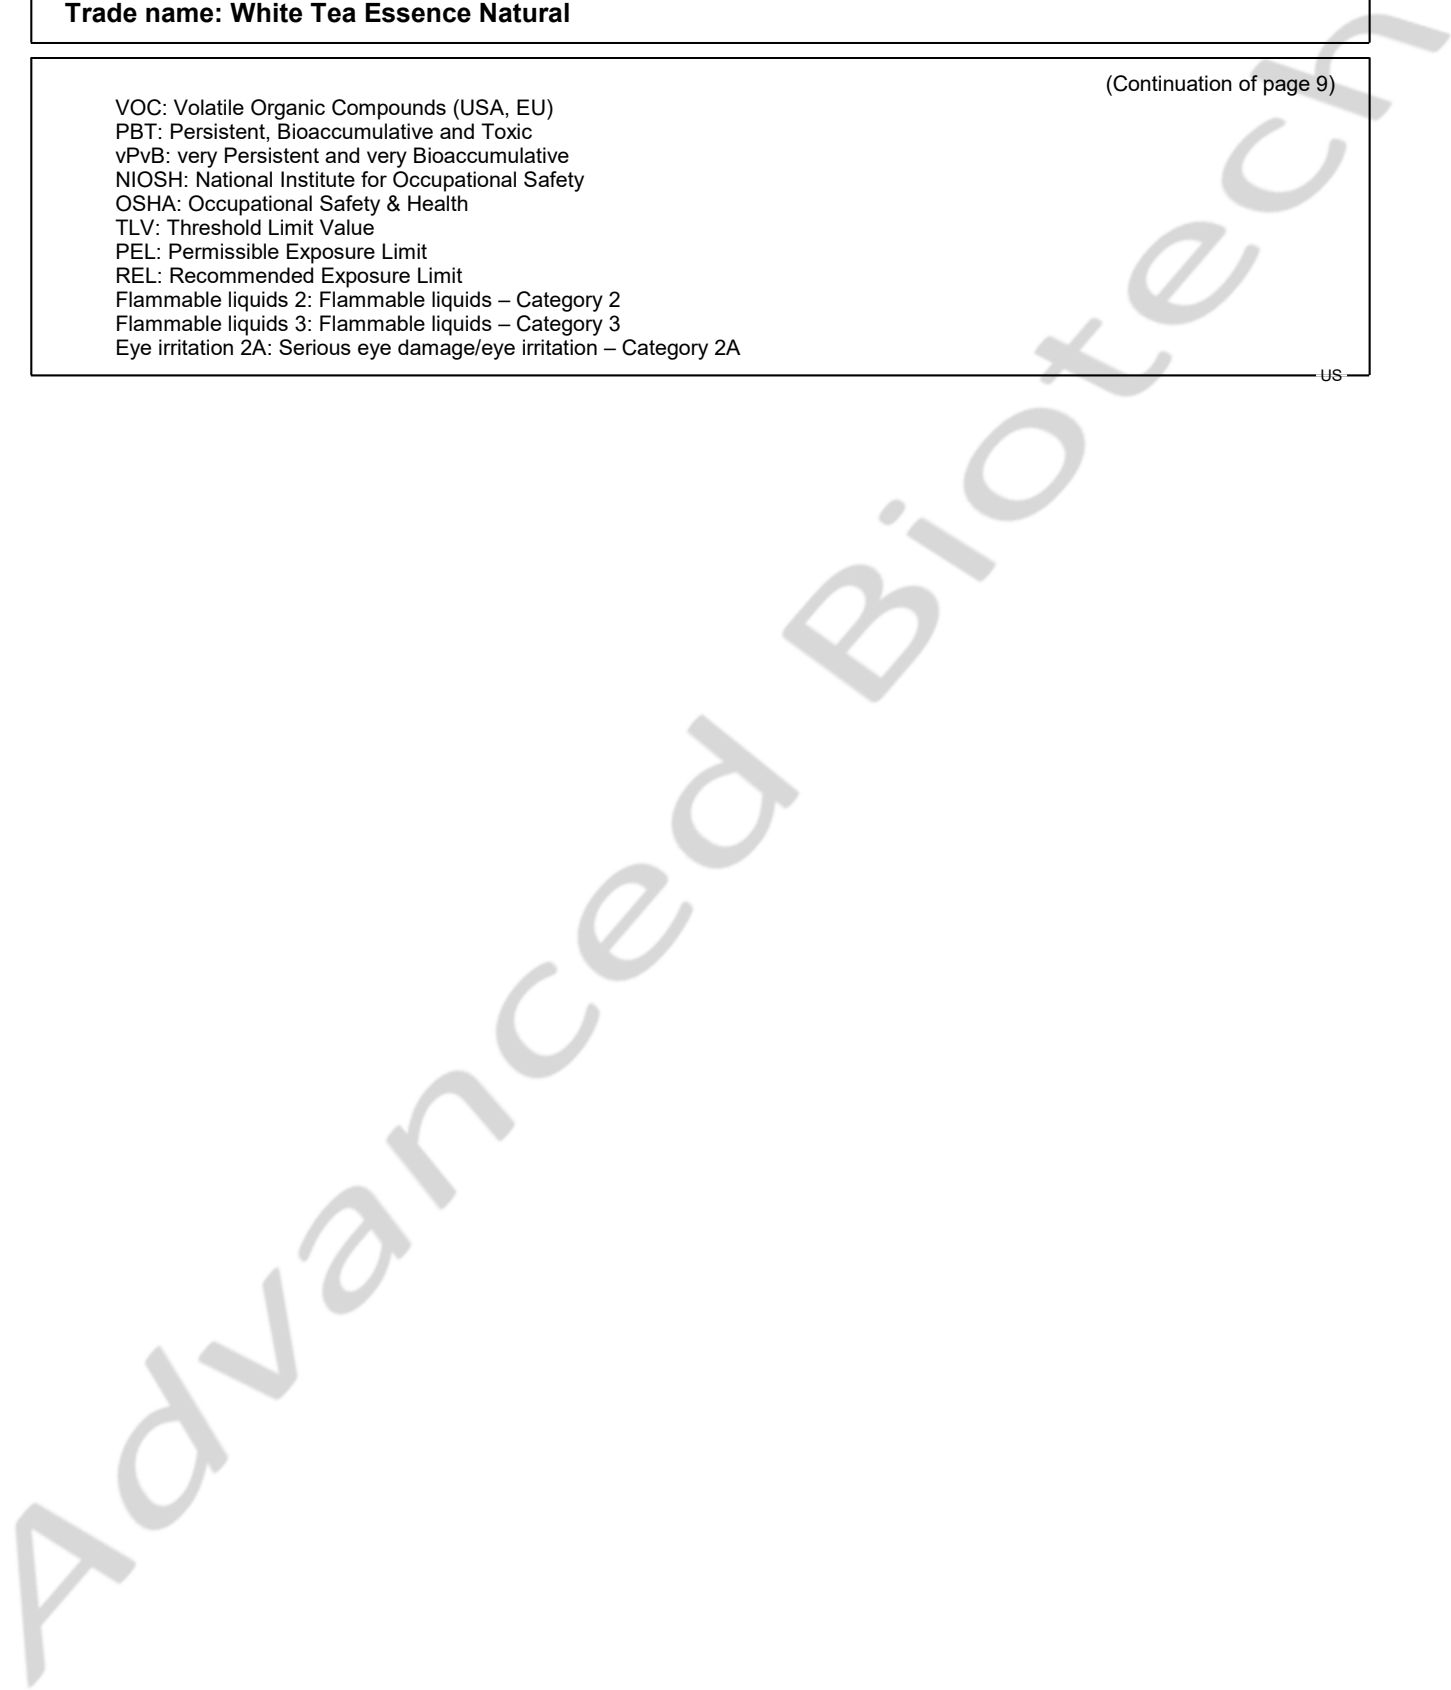 Trade name: White Tea Essence Natural
(Continuation of page 9)
VOC: Volatile Organic Compounds (USA, EU)
PBT: Persistent, Bioaccumulative and Toxic
vPvB: very Persistent and very Bioaccumulative
NIOSH: National Institute for Occupational Safety
OSHA: Occupational Safety & Health
TLV: Threshold Limit Value
PEL: Permissible Exposure Limit
REL: Recommended Exposure Limit
Flammable liquids 2: Flammable liquids – Category 2
Flammable liquids 3: Flammable liquids – Category 3
Eye irritation 2A: Serious eye damage/eye irritation – Category 2A
US
Advanced Biotech